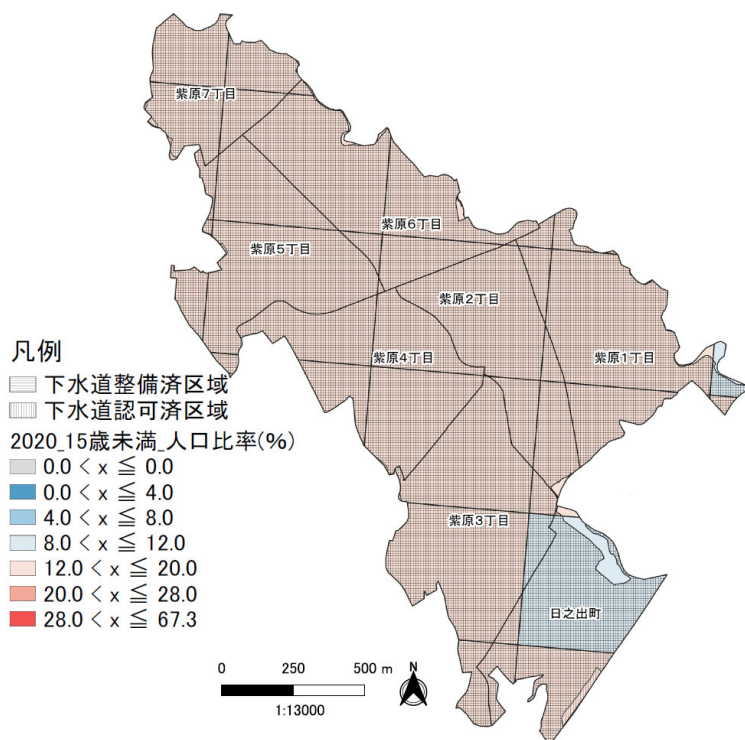 紫原7丁目
紫原6丁目
紫原5丁目
紫原2丁目
紫原4丁目
紫原1丁目
紫原3丁目
日之出町
凡例
下水道整備済区域
下水道認可済区域
2020_15歳未満_人口比率(%)
0.0 < x ≦ 0.0
0.0 < x ≦ 4.0
4.0 < x ≦ 8.0
8.0 < x ≦ 12.0
12.0 < x ≦ 20.0
20.0 < x ≦ 28.0
28.0 < x ≦ 67.3
0 250 500 m
N
1:13000